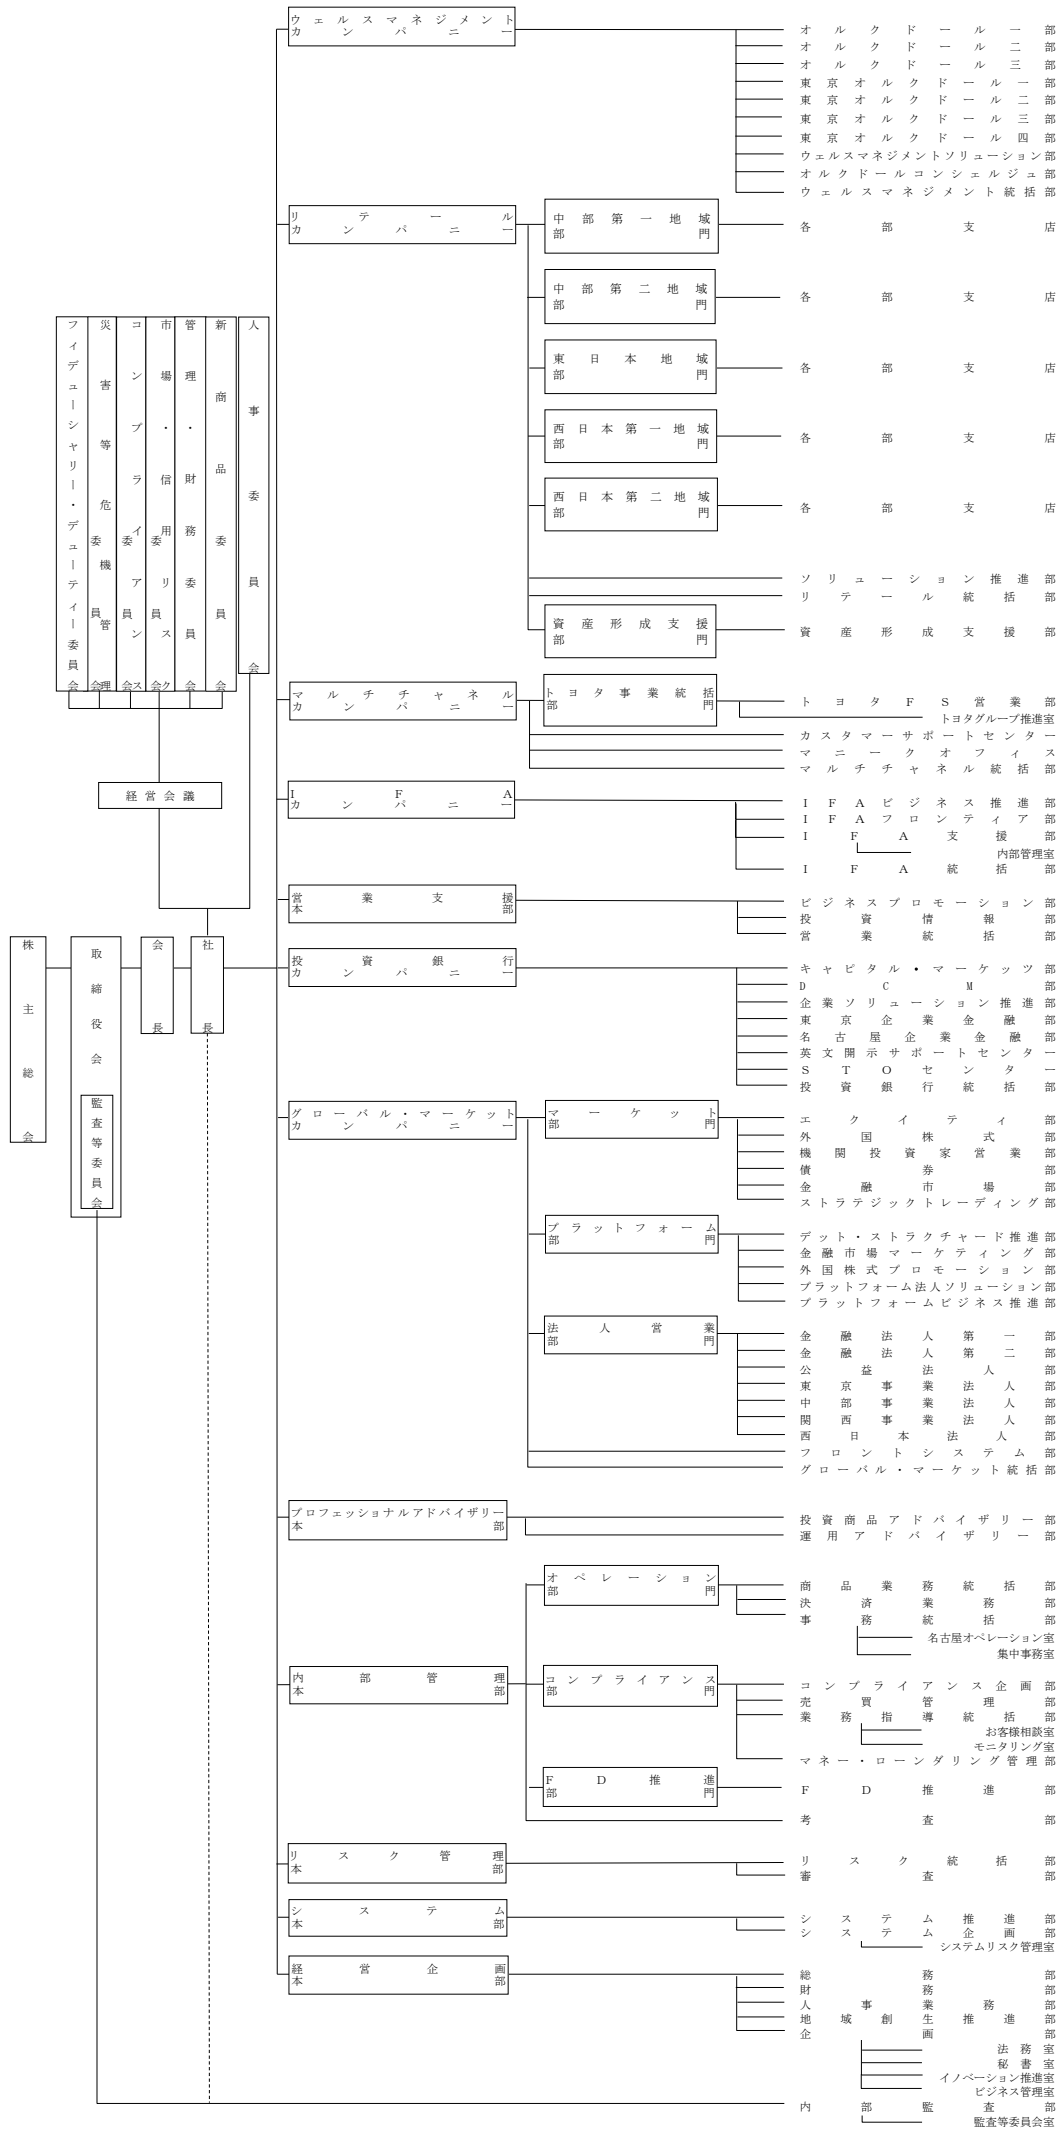 ウェルスマネジメント
カンパニー
オルクドール一部
オルクドール二部
オルクドール三部
東京オルクドール一部
東京オルクドール二部
東京オルクドール三部
東京オルクドール四部
ウェルスマネジメントソリューション部
オルクドールコンシェルジュ部
ウェルスマネジメント統括部
リテール
カンパニー
中部第一地域
部門
各部支店
中部第二地域
部門
各部支店
東日本地域
部門
各部支店
西日本第一地域
部門
各部支店
西日本第二地域
部門
各部支店
ソリューション推進部
リテール統括部
資産形成支援
部門
資産形成支援部
フィデューシャリー・デューティー委員会
災害等危機管理
委員会
コンプライアンス
委員会
市場・信用リスク
委員会
管理・財務委員会
新商品委員会
人事委員会
マルチチャネル
カンパニー
トヨタ事業統括
部門
トヨタFS営業部
トヨタグループ推進室
カスタマーサポートセンター
マニークオフィス
マルチチャネル統括部
経営会議
IFA
カンパニー
IFAビジネス推進部
IFAフロンティア部
IFA支援部
内部管理室
IFA統括部
営業支援
本部
ビジネスプロモーション部
投資情報部
営業統括部
株主総会
取締役会
監査等委員会
会長
社長
投資銀行
カンパニー
キャピタル・マーケッツ部
DCM部
企業ソリューション推進部
東京企業金融部
名古屋企業金融部
英文開示サポートセンター
STOセンター
投資銀行統括部
グローバル・マーケット
カンパニー
マーケット
部門
エクイティ部
外国株式部
機関投資家営業部
債券部
金融市場部
ストラテジックトレーディング部
プラットフォーム
部門
デット・ストラクチャード推進部
金融市場マーケティング部
外国株式プロモーション部
プラットフォーム法人ソリューション部
プラットフォームビジネス推進部
法人営業
部門
金融法人第一部
金融法人第二部
公益法人部
東京事業法人部
中部事業法人部
関西事業法人部
西日本法人部
フロントシステム部
グローバル・マーケット統括部
プロフェッショナルアドバイザリー
本部
投資商品アドバイザリー部
運用アドバイザリー部
内部管理
本部
オペレーション
部門
商品業務統括部
決済業務部
事務統括部
名古屋オペレーション室
集中事務室
コンプライアンス
部門
コンプライアンス企画部
売買管理部
業務指導統括部
お客様相談室
モニタリング室
マネー・ローンダリング管理部
FD推進
部門
FD推進部
考査部
リスク管理
本部
リスク統括部
審査部
システム
本部
システム推進部
システム企画部
システムリスク管理室
経営企画
本部
総務部
財務部
人事業務部
地域創生推進部
企画部
法務室
秘書室
イノベーション推進室
ビジネス管理室
内部監査部
監査等委員会室